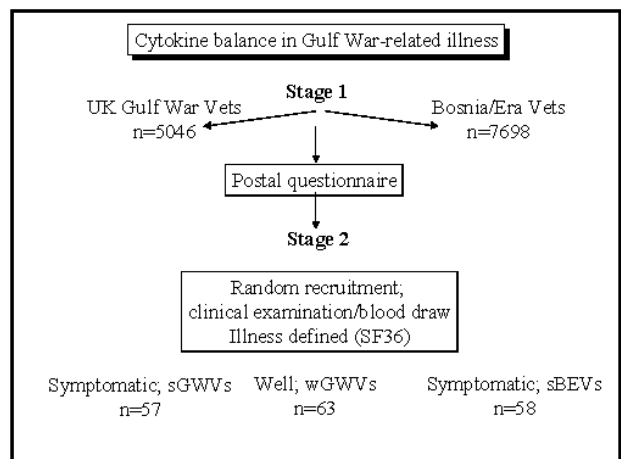 Cytokine balance in Gulf War-related illness
Stage 1
UK Gulf War Vets
n=5046
Bosnia/Era Vets
n=7698
Postal questionnaire
Stage 2
Random recruitment;
clinical examination/blood draw
Illness defined (SF36)
Symptomatic; sGWVs
n=57
Well; wGWVs
n=63
Symptomatic; sBEVs
n=58